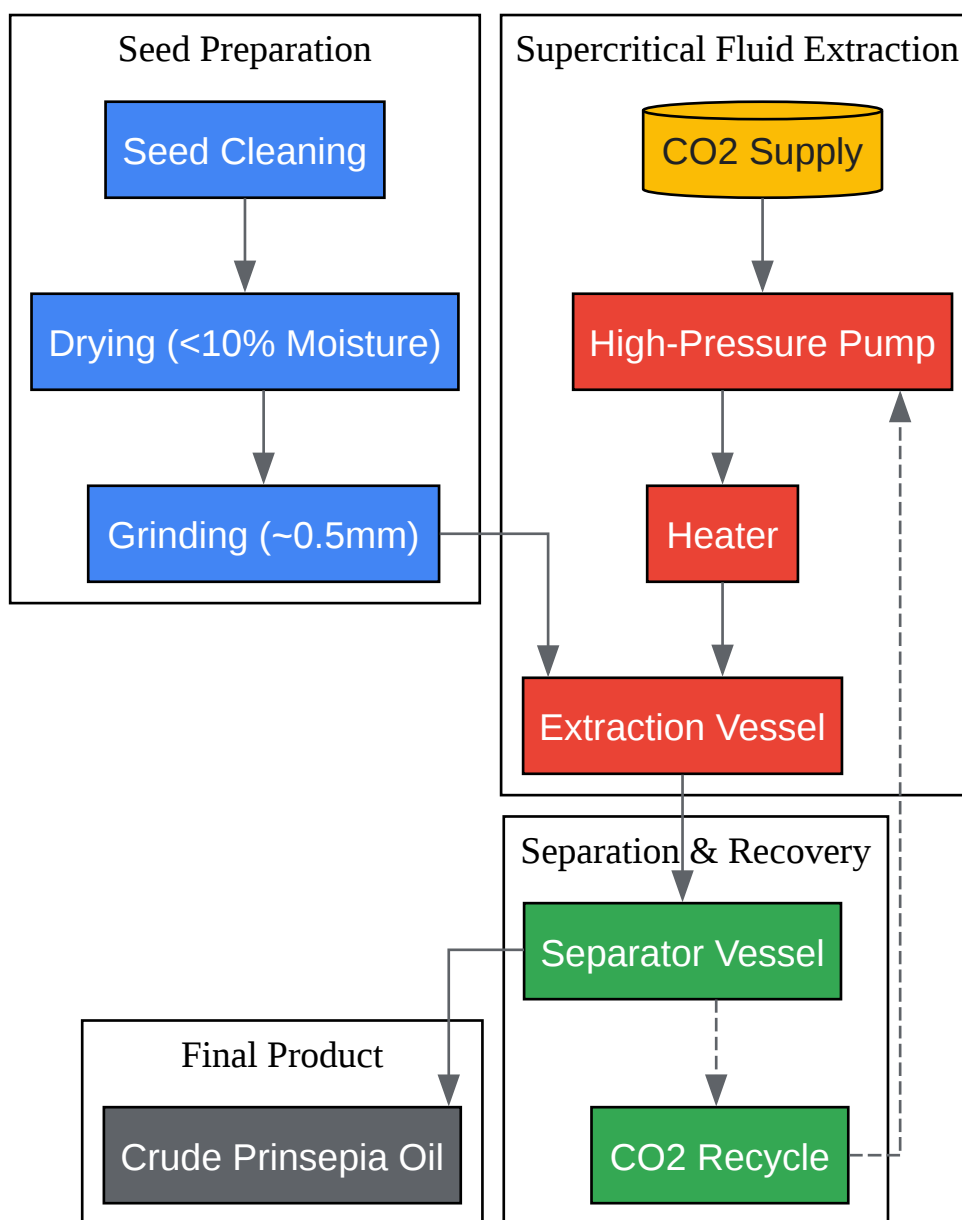 Seed Preparation
Seed Cleaning
Drying (<10% Moisture)
Grinding (~0.5mm)
Supercritical Fluid Extraction
CO2 Supply
High-Pressure Pump
Heater
Extraction Vessel
Separation & Recovery
Separator Vessel
CO2 Recycle
Final Product
Crude Prinsepia Oil